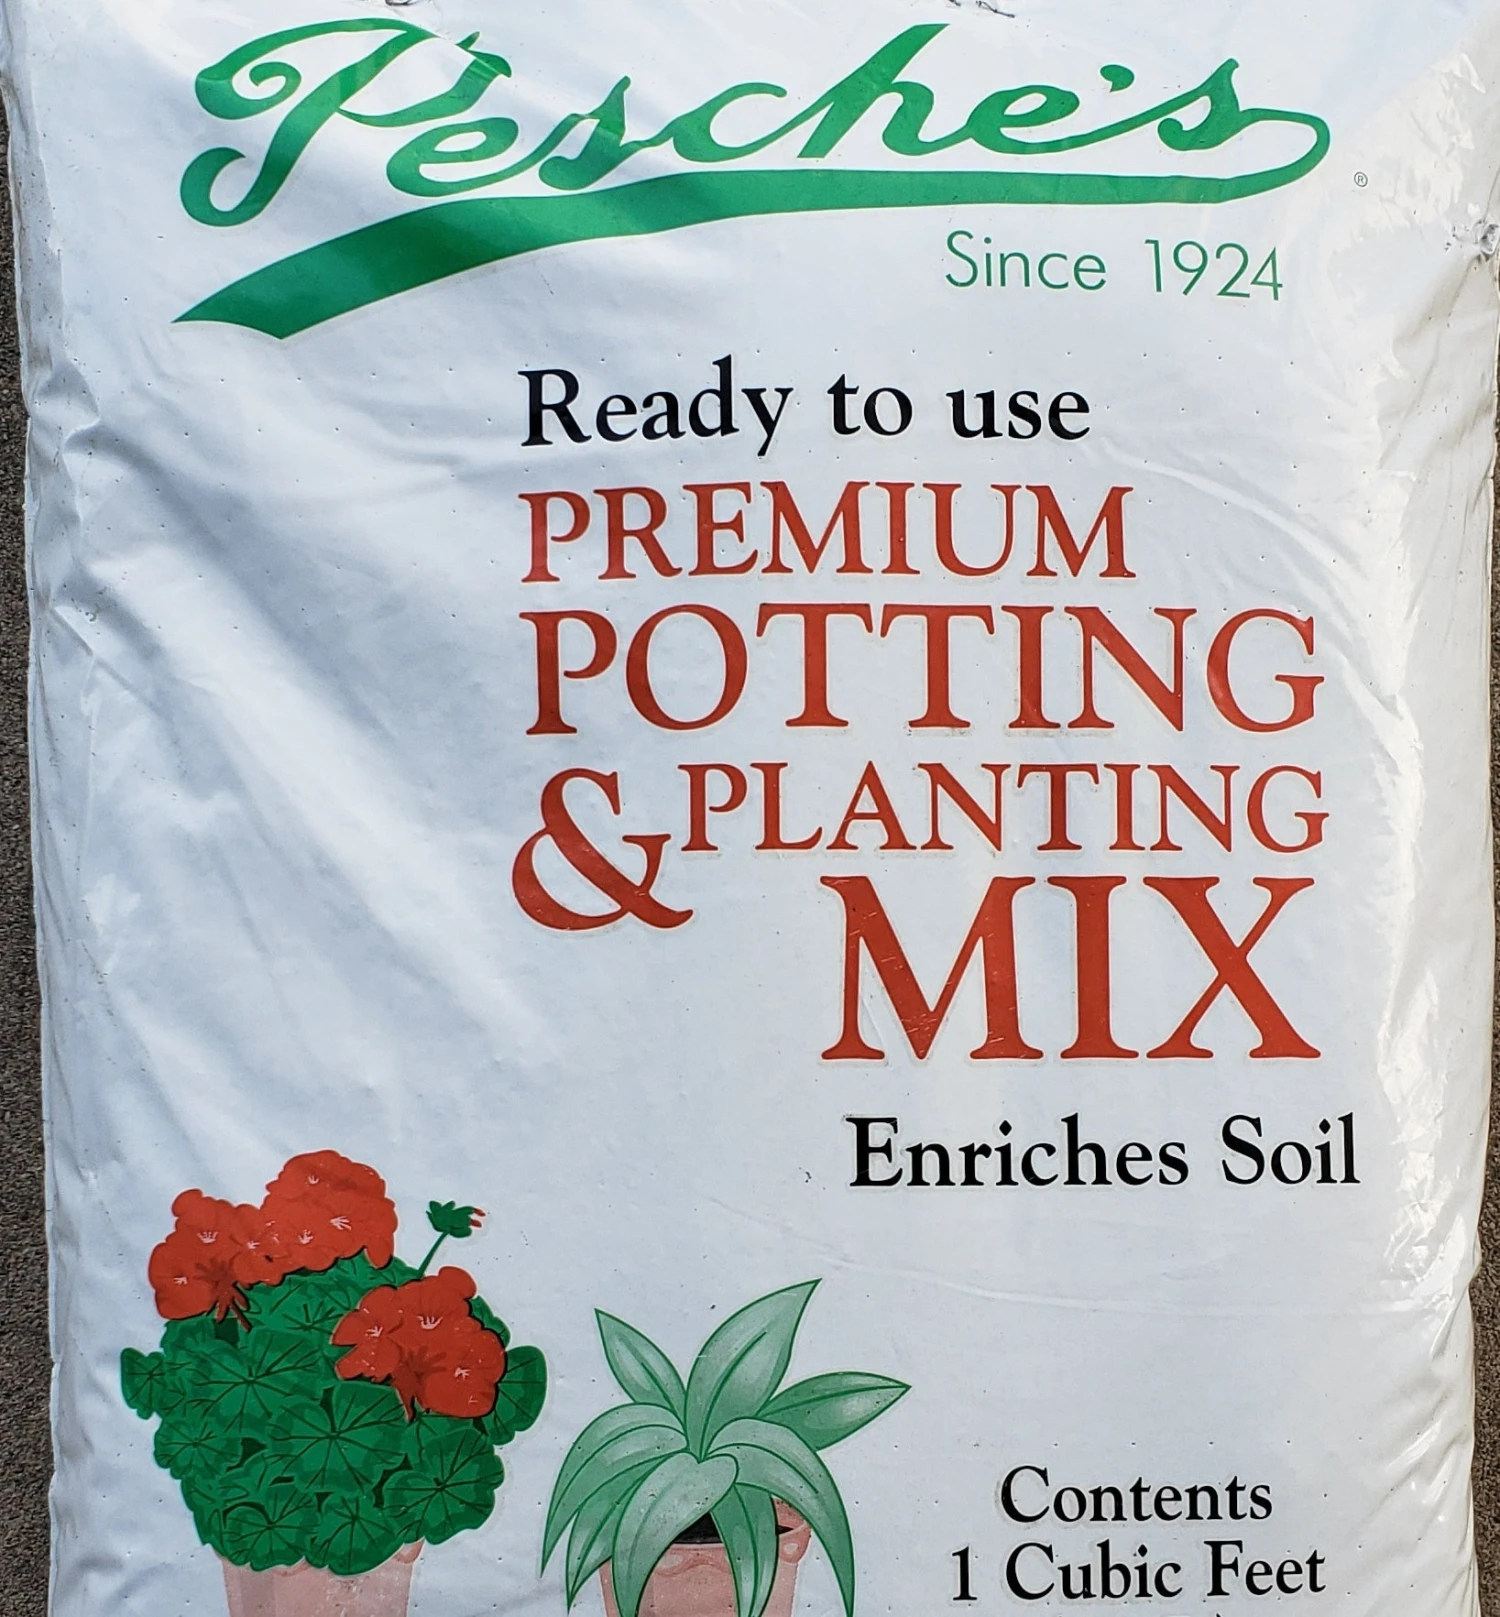 Pesche's ®
Since 1924
Ready to use
PREMIUM
POTTING
& PLANTING
MIX
Enriches Soil
Contents
1 Cubic Feet